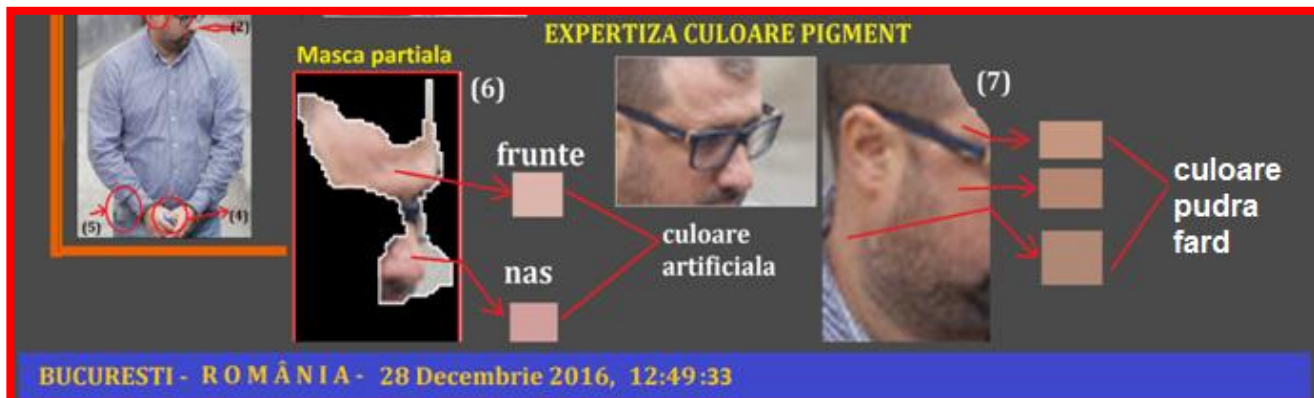 EXPERTIZA CULOARE PIGMENT
(2)
Masca partiala
(6)
(7)
frunte
culoare
pudra
fard
(5)
(4)
culoare
artificiala
nas
BUCURESTI - R O M Â N I A - 28 Decembrie 2016, 12:49:33